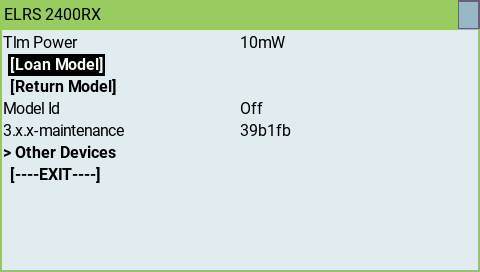 ELRS 2400RX
Tlm Power 10mW
[Loan Model]
[Return Model]
Model Id Off
3.x.x-maintenance 39b1fb
> Other Devices
[----EXIT----]